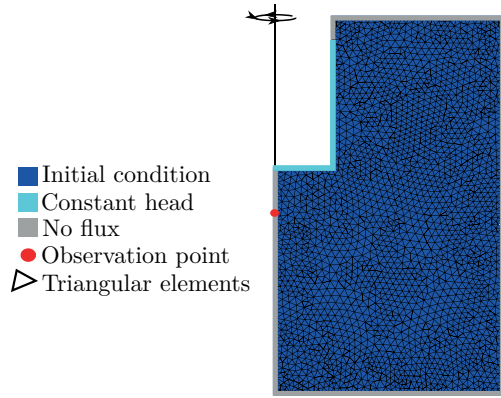 Initial condition
Constant head
No flux
Observation point
Triangular elements